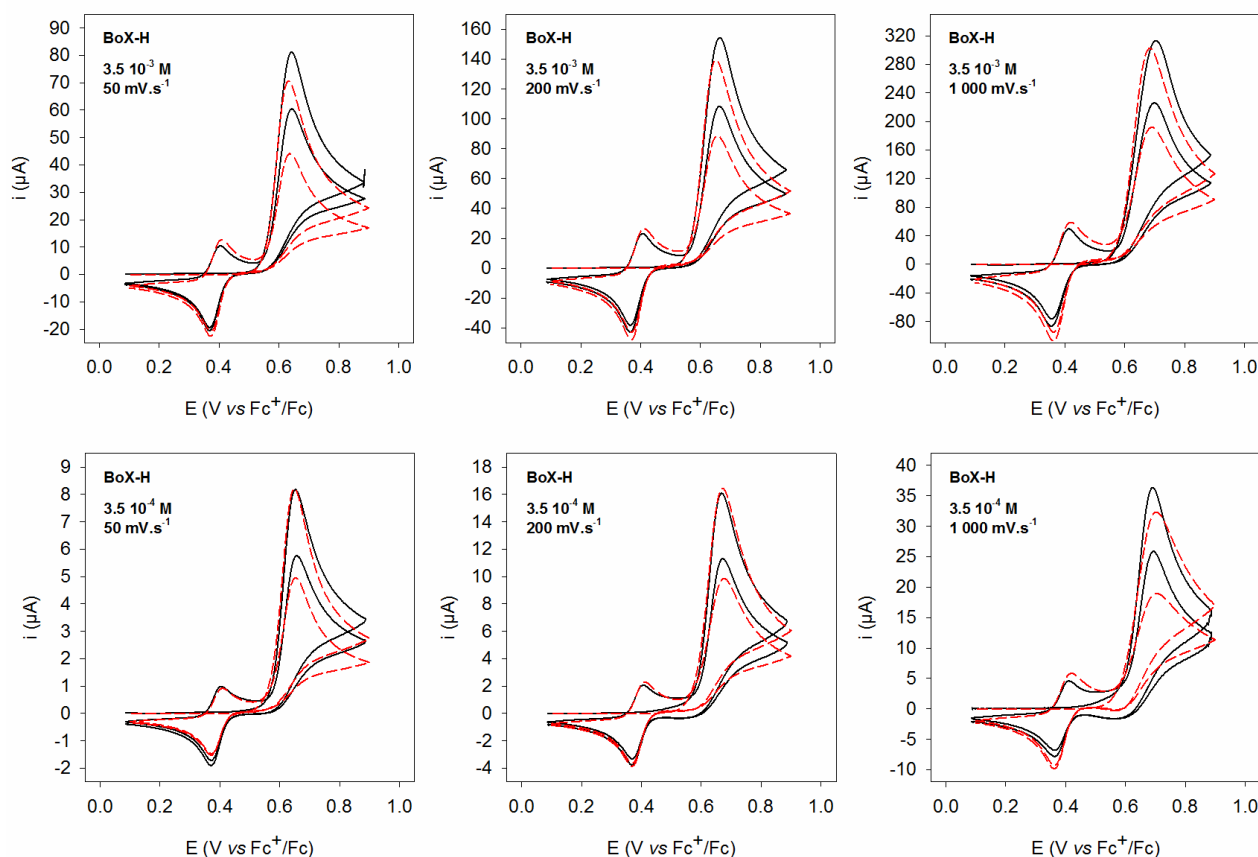 BoX-H
3.5 10⁻³ M
50 mV.s⁻¹
i (µA)
90
80
70
60
50
40
30
20
10
0
-10
-20
0.0 0.2 0.4 0.6 0.8 1.0
E (V vs Fc⁺/Fc)
BoX-H
3.5 10⁻³ M
200 mV.s⁻¹
i (µA)
160
140
120
100
80
60
40
20
0
-20
-40
0.0 0.2 0.4 0.6 0.8 1.0
E (V vs Fc⁺/Fc)
BoX-H
3.5 10⁻³ M
1 000 mV.s⁻¹
i (µA)
320
280
240
200
160
120
80
40
0
-40
-80
0.0 0.2 0.4 0.6 0.8 1.0
E (V vs Fc⁺/Fc)
BoX-H
3.5 10⁻⁴ M
50 mV.s⁻¹
i (µA)
9
8
7
6
5
4
3
2
1
0
-1
-2
0.0 0.2 0.4 0.6 0.8 1.0
E (V vs Fc⁺/Fc)
BoX-H
3.5 10⁻⁴ M
200 mV.s⁻¹
i (µA)
18
16
14
12
10
8
6
4
2
0
-2
-4
0.0 0.2 0.4 0.6 0.8 1.0
E (V vs Fc⁺/Fc)
BoX-H
3.5 10⁻⁴ M
1 000 mV.s⁻¹
i (µA)
40
35
30
25
20
15
10
5
0
-5
-10
0.0 0.2 0.4 0.6 0.8 1.0
E (V vs Fc⁺/Fc)